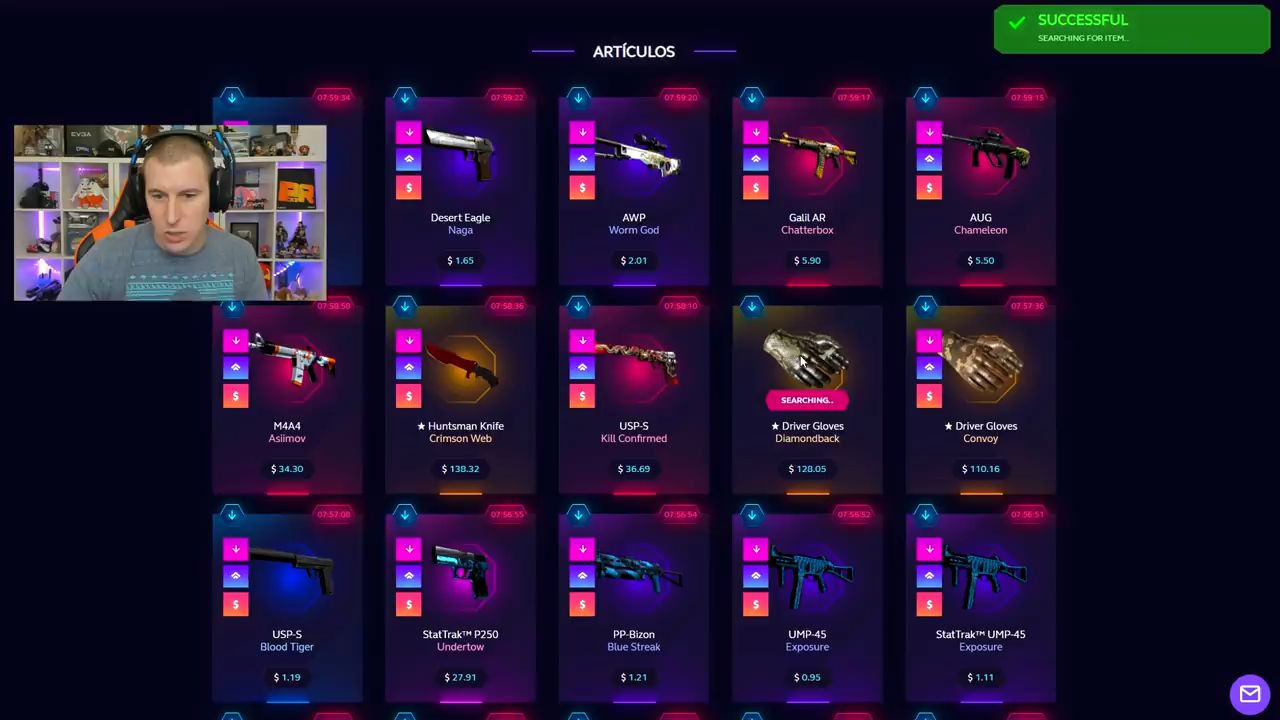 SUCCESSFUL
SEARCHING FOR ITEM..
ARTÍCULOS
07:59:34
07:59:22
07:59:20
07:59:17
07:59:15
EVGA
Desert Eagle
Naga
$ 1.65
AWP
Worm God
$ 2.01
Galil AR
Chatterbox
$ 5.90
AUG
Chameleon
$ 5.50
07:58:58
07:58:36
07:58:10
07:57:36
SEARCHING..
M4A4
Asiimov
$ 34.30
★ Huntsman Knife
Crimson Web
$ 138.32
USP-S
Kill Confirmed
$ 36.69
★ Driver Gloves
Diamondback
$ 128.05
★ Driver Gloves
Convoy
$ 110.16
07:57:08
07:56:55
07:56:54
07:56:52
07:56:51
USP-S
Blood Tiger
$ 1.19
StatTrak™ P250
Undertow
$ 27.91
PP-Bizon
Blue Streak
$ 1.21
UMP-45
Exposure
$ 0.95
StatTrak™ UMP-45
Exposure
$ 1.11